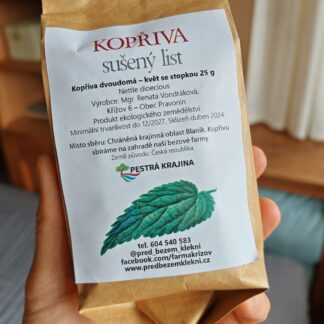 KOPŘIVA
sušený list
Kopřiva dvoudomá – květ se stopkou 25 g
Nettle dioecious
Výrobce: Mgr. Renata Vondráková,
Křížov 6 – Obec Pravonín
Produkt ekologického zemědělství.
Minimální trvanlivost do 12/2027. Sklizeň duben 2024.
Místo sběru: Chráněná krajinná oblast Blaník. Kopřivu
sbíráme na zahradě naší bezové farmy.
Země původu: Česká republika
PESTRÁ KRAJINA
tel. 604 540 583
@pred_bezem_klekni
facebook.com/farmakrizov
www.predbezemklekni.cz